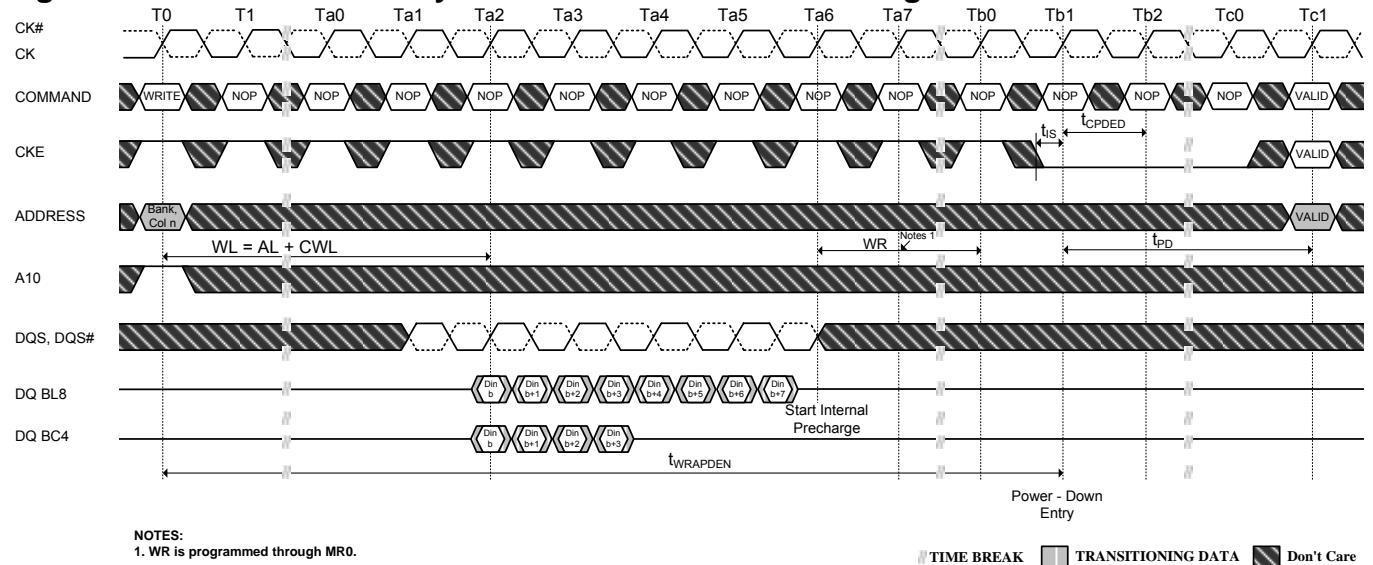 T0 T1 Ta0 Ta1 Ta2 Ta3 Ta4 Ta5 Ta6 Ta7 Tb0 Tb1 Tb2 Tc0 Tc1
CK#
CK
COMMAND WRITE NOP NOP NOP NOP NOP NOP NOP NOP NOP NOP NOP NOP NOP VALID
tIS tCPDED
CKE VALID
ADDRESS Bank, Col n VALID
WL = AL + CWL WR Notes 1 tPD
A10
DQS, DQS#
DQ BL8 Din b Din b+1 Din b+2 Din b+3 Din b+4 Din b+5 Din b+6 Din b+7
Start Internal
Precharge
DQ BC4 Din b Din b+1 Din b+2 Din b+3
tWRAPDEN
Power - Down
Entry
NOTES:
1. WR is programmed through MR0.
TIME BREAK TRANSITIONING DATA Don't Care